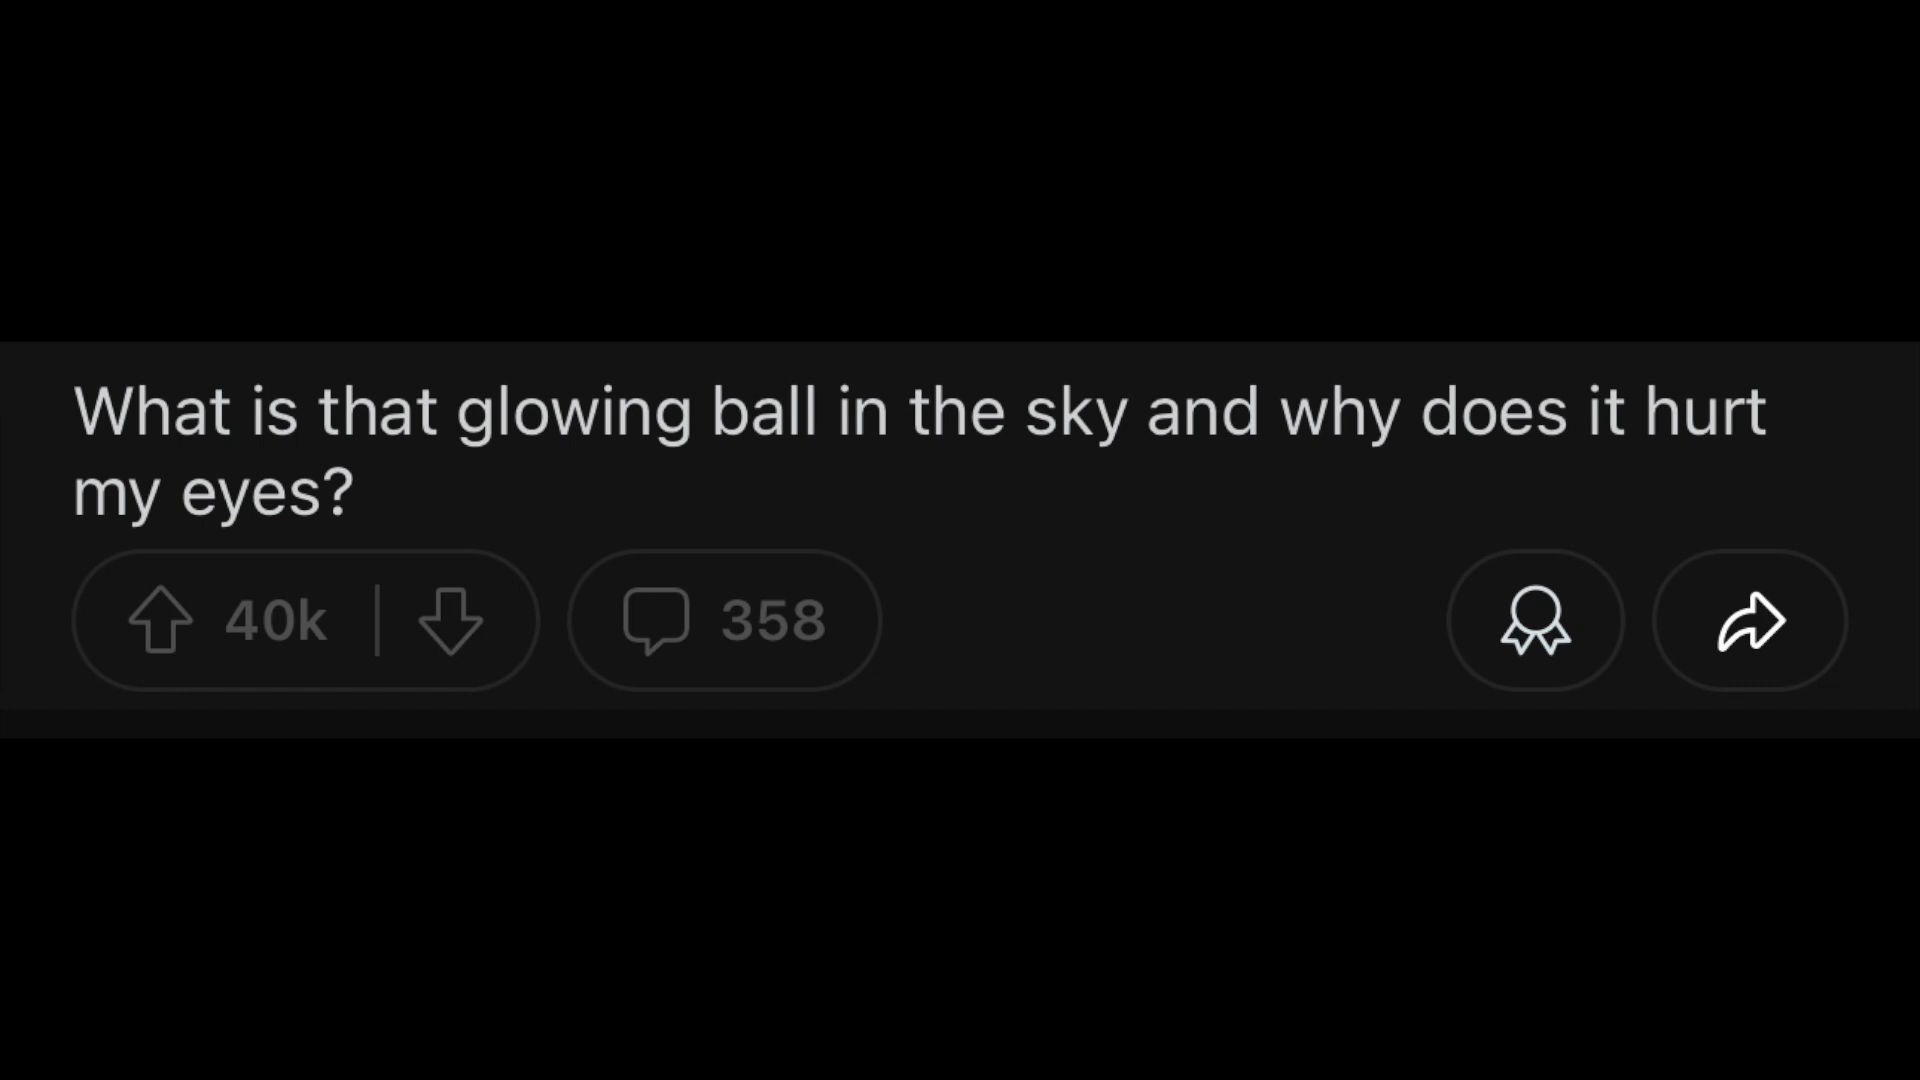 What is that glowing ball in the sky and why does it hurt
my eyes?
40k 358